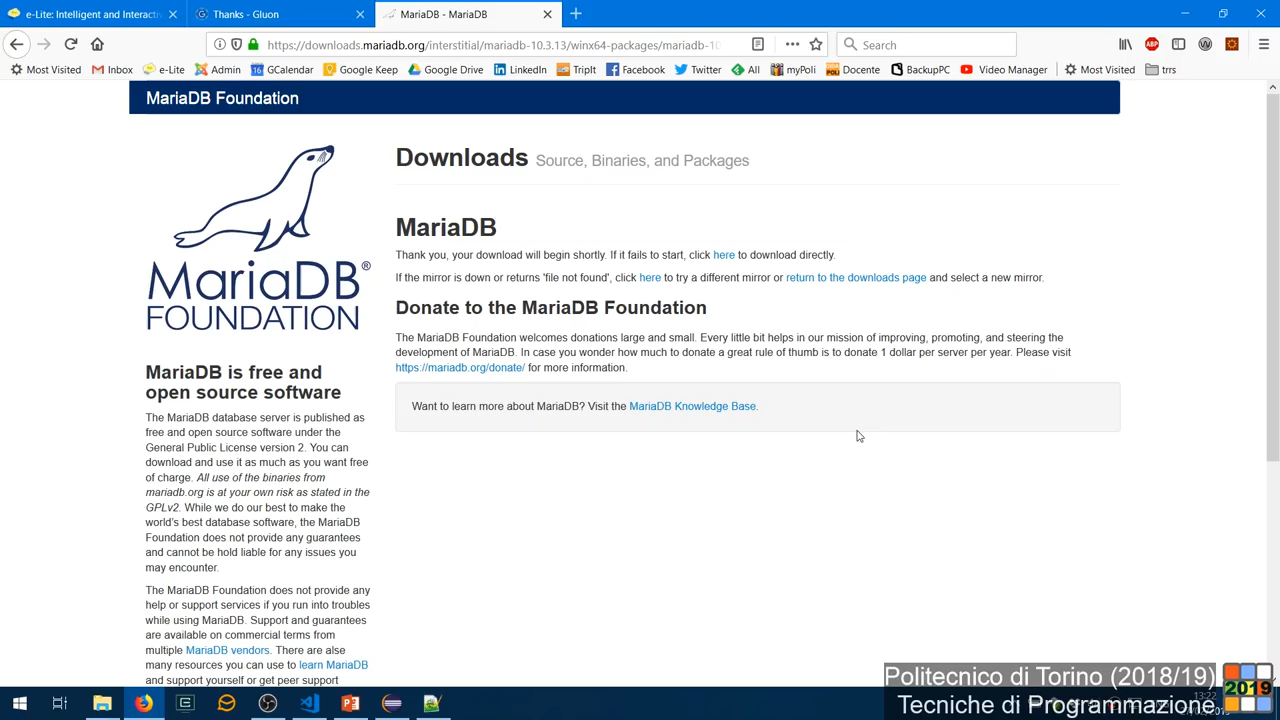 e-Lite: Intelligent and Interactiv
Thanks - Gluon
MariaDB - MariaDB
https://downloads.mariadb.org/interstitial/mariadb-10.3.13/winx64-packages/mariadb-10
Search
Most Visited
Inbox
e-Lite
Admin
GCalendar
Google Keep
Google Drive
LinkedIn
TripIt
Facebook
Twitter
All
myPoli
Docente
BackupPC
Video Manager
Most Visited
trrs
MariaDB Foundation
MariaDB®
FOUNDATION
MariaDB is free and
open source software
The MariaDB database server is published as
free and open source software under the
General Public License version 2. You can
download and use it as much as you want free
of charge. All use of the binaries from
mariadb.org is at your own risk as stated in the
GPLv2. While we do our best to make the
world's best database software, the MariaDB
Foundation does not provide any guarantees
and cannot be hold liable for any issues you
may encounter.
The MariaDB Foundation does not provide any
help or support services if you run into troubles
while using MariaDB. Support and guarantees
are available on commercial terms from
multiple MariaDB vendors. There are alse
many resources you can use to learn MariaDB
and support yourself or get peer support
Downloads Source, Binaries, and Packages
MariaDB
Thank you, your download will begin shortly. If it fails to start, click here to download directly.
If the mirror is down or returns 'file not found', click here to try a different mirror or return to the downloads page and select a new mirror.
Donate to the MariaDB Foundation
The MariaDB Foundation welcomes donations large and small. Every little bit helps in our mission of improving, promoting, and steering the
development of MariaDB. In case you wonder how much to donate a great rule of thumb is to donate 1 dollar per server per year. Please visit
https://mariadb.org/donate/ for more information.
Want to learn more about MariaDB? Visit the MariaDB Knowledge Base.
Politecnico di Torino (2018/19)
Tecniche di Programmazione
2019
13:22